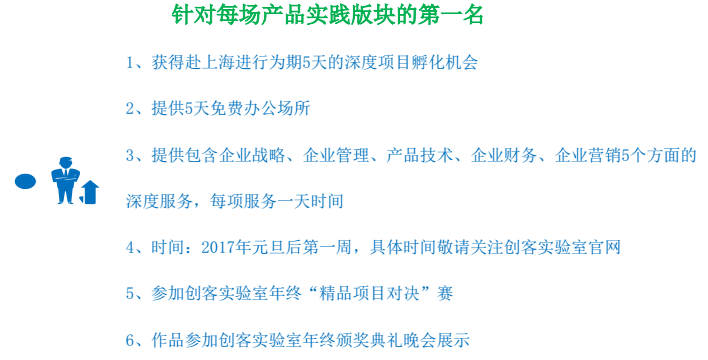 针对每场产品实践版块的第一名
1、获得赴上海进行为期5天的深度项目孵化机会
2、提供5天免费办公场所
3、提供包含企业战略、企业管理、产品技术、企业财务、企业营销5个方面的
深度服务，每项服务一天时间
4、时间：2017年元旦后第一周，具体时间敬请关注创客实验室官网
5、参加创客实验室年终“精品项目对决”赛
6、作品参加创客实验室年终颁奖典礼晚会展示